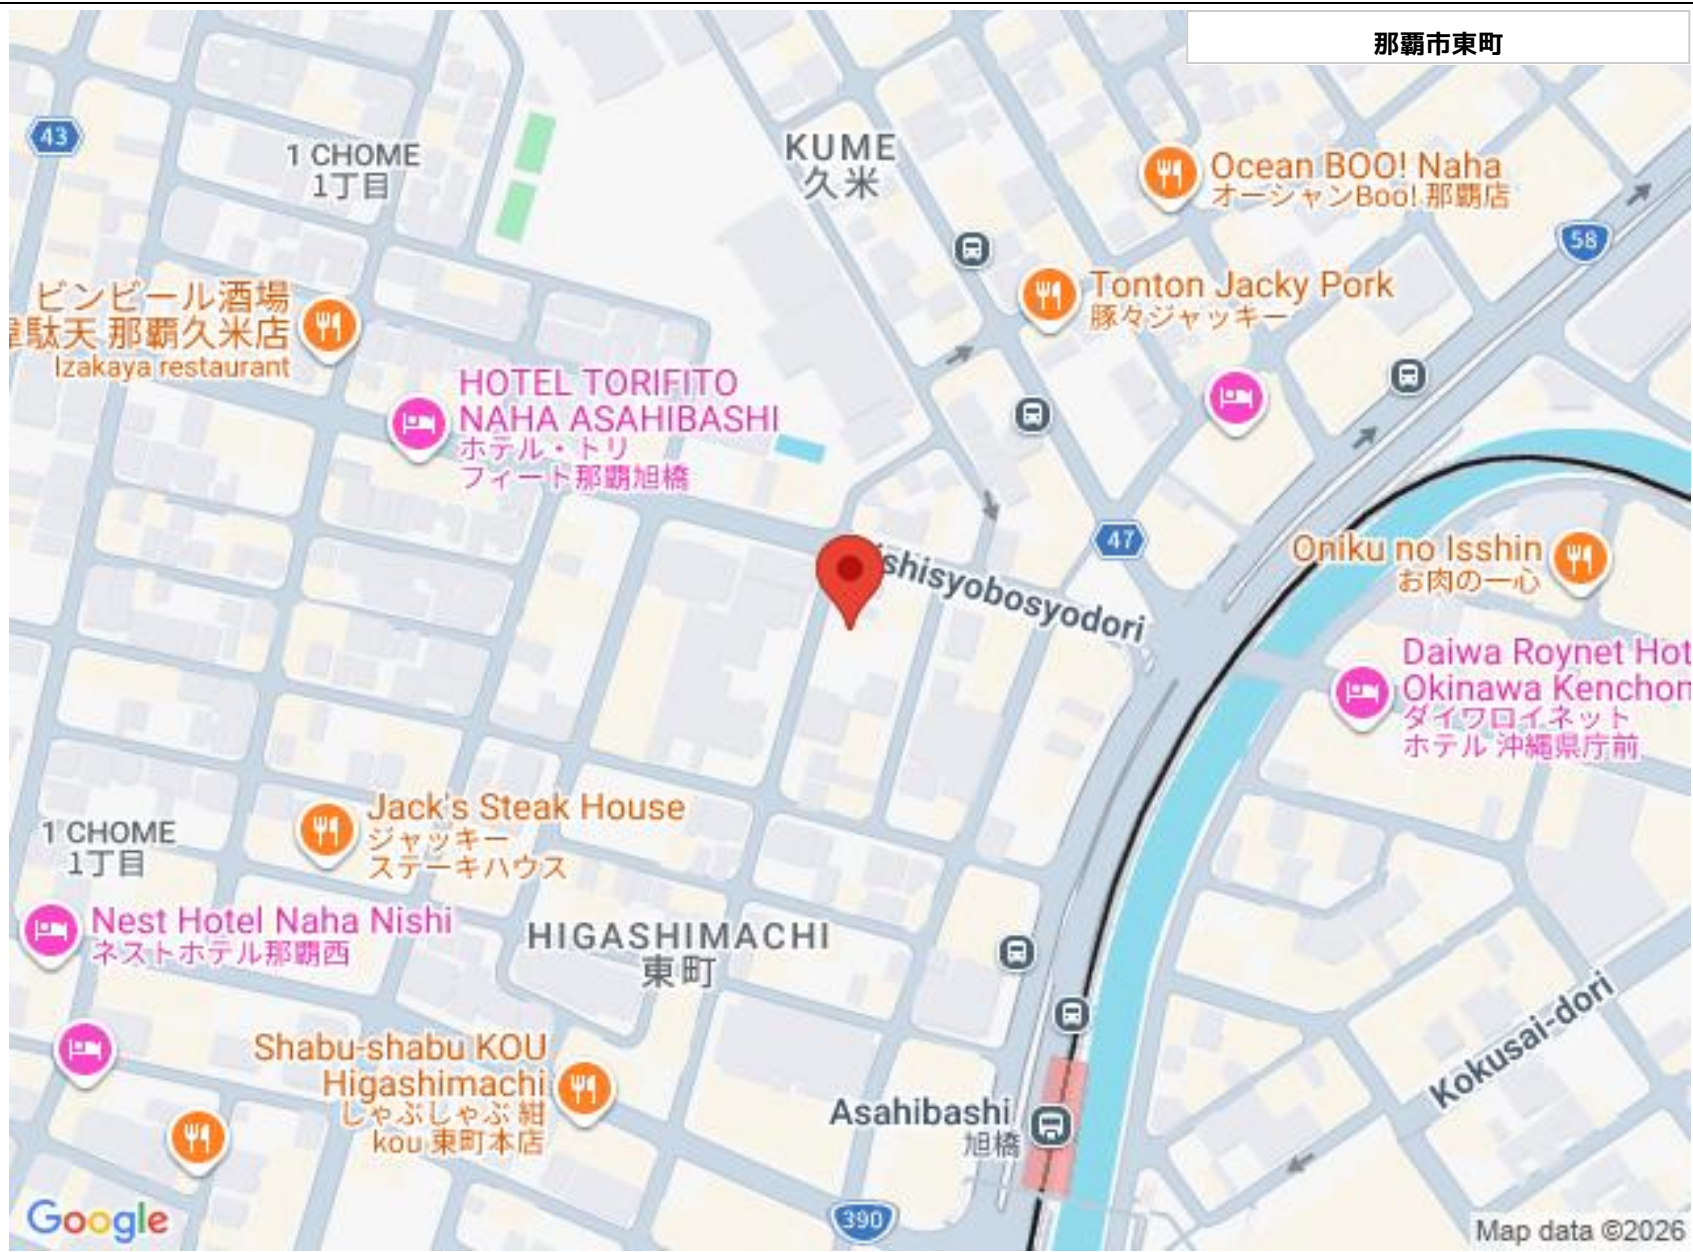 那覇市東町
43
1 CHOME
1丁目
KUME
久米
Ocean BOO! Naha
オーシャンBoo! 那覇店
58
Tonton Jacky Pork
豚々ジャッキー
ビンビール酒場
韋駄天 那覇久米店
Izakaya restaurant
HOTEL TORIFITO
NAHA ASAHIBASHI
ホテル・トリ
フィート那覇旭橋
47
ishisyobosyodori
Oniku no Isshin
お肉の一心
Daiwa Roynet Hot
Okinawa Kenchon
ダイワロイネット
ホテル 沖縄県庁前
Jack's Steak House
ジャッキー
ステーキハウス
1 CHOME
1丁目
Nest Hotel Naha Nishi
ネストホテル那覇西
HIGASHIMACHI
東町
Shabu-shabu KOU
Higashimachi
しゃぶしゃぶ 紺
kou 東町本店
Asahibashi
旭橋
Kokusai-dori
390
Google
Map data ©2026